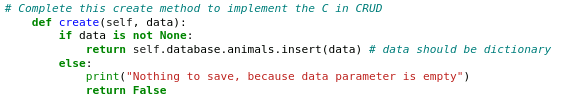 # Complete this create method to implement the C in CRUD
    def create(self, data):
        if data is not None:
            return self.database.animals.insert(data) # data should be dictionary
        else:
            print("Nothing to save, because data parameter is empty")
            return False